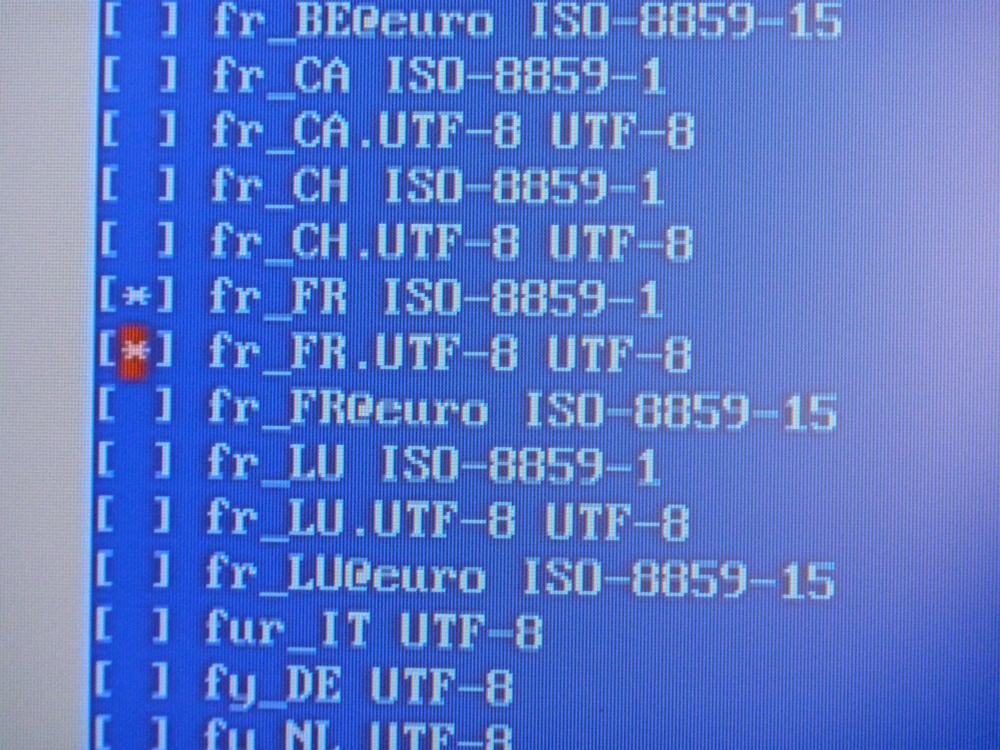 [ ] fr_BE@euro ISO-8859-15
[ ] fr_CA ISO-8859-1
[ ] fr_CA.UTF-8 UTF-8
[ ] fr_CH ISO-8859-1
[ ] fr_CH.UTF-8 UTF-8
[*] fr_FR ISO-8859-1
[*] fr_FR.UTF-8 UTF-8
[ ] fr_FR@euro ISO-8859-15
[ ] fr_LU ISO-8859-1
[ ] fr_LU.UTF-8 UTF-8
[ ] fr_LU@euro ISO-8859-15
[ ] fur_IT UTF-8
[ ] fy_DE UTF-8
[ ] fy_NL UTF-8